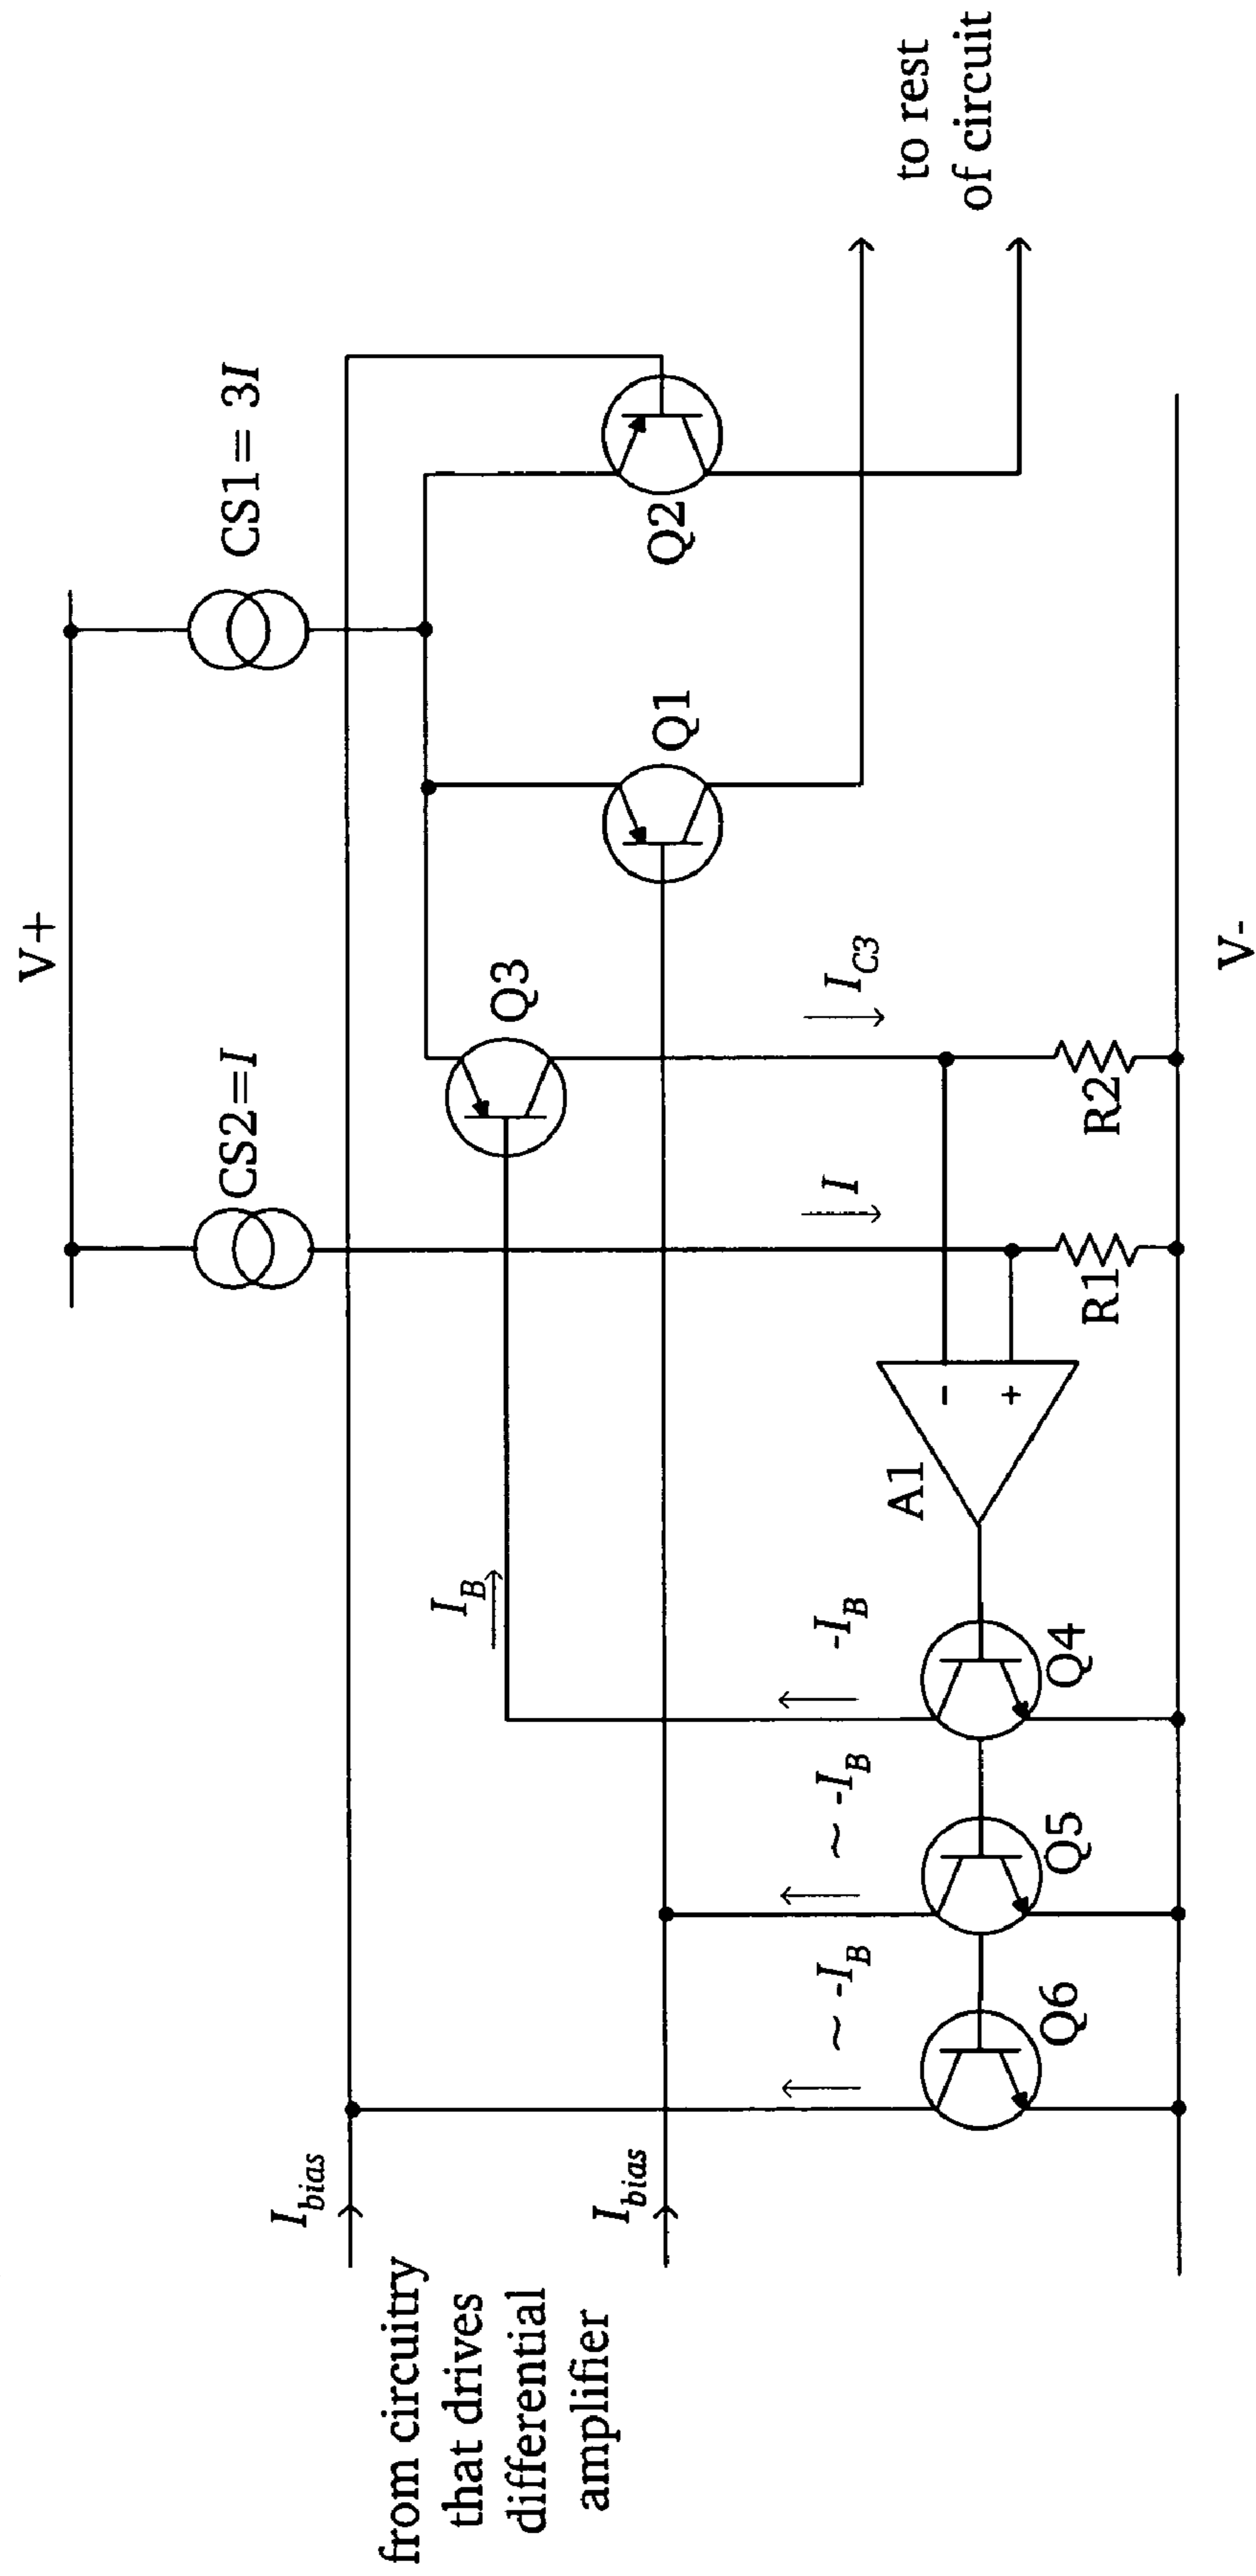 V+
CS2=I
CS1= 3I
to rest
of circuit
from circuitry
that drives
differential
amplifier
I_bias
I_bias
I_B
Q3
Q1
Q2
~ -I_B
~ -I_B
-I_B
I
I_C3
A1
-
+
Q6
Q5
Q4
R1
R2
V-